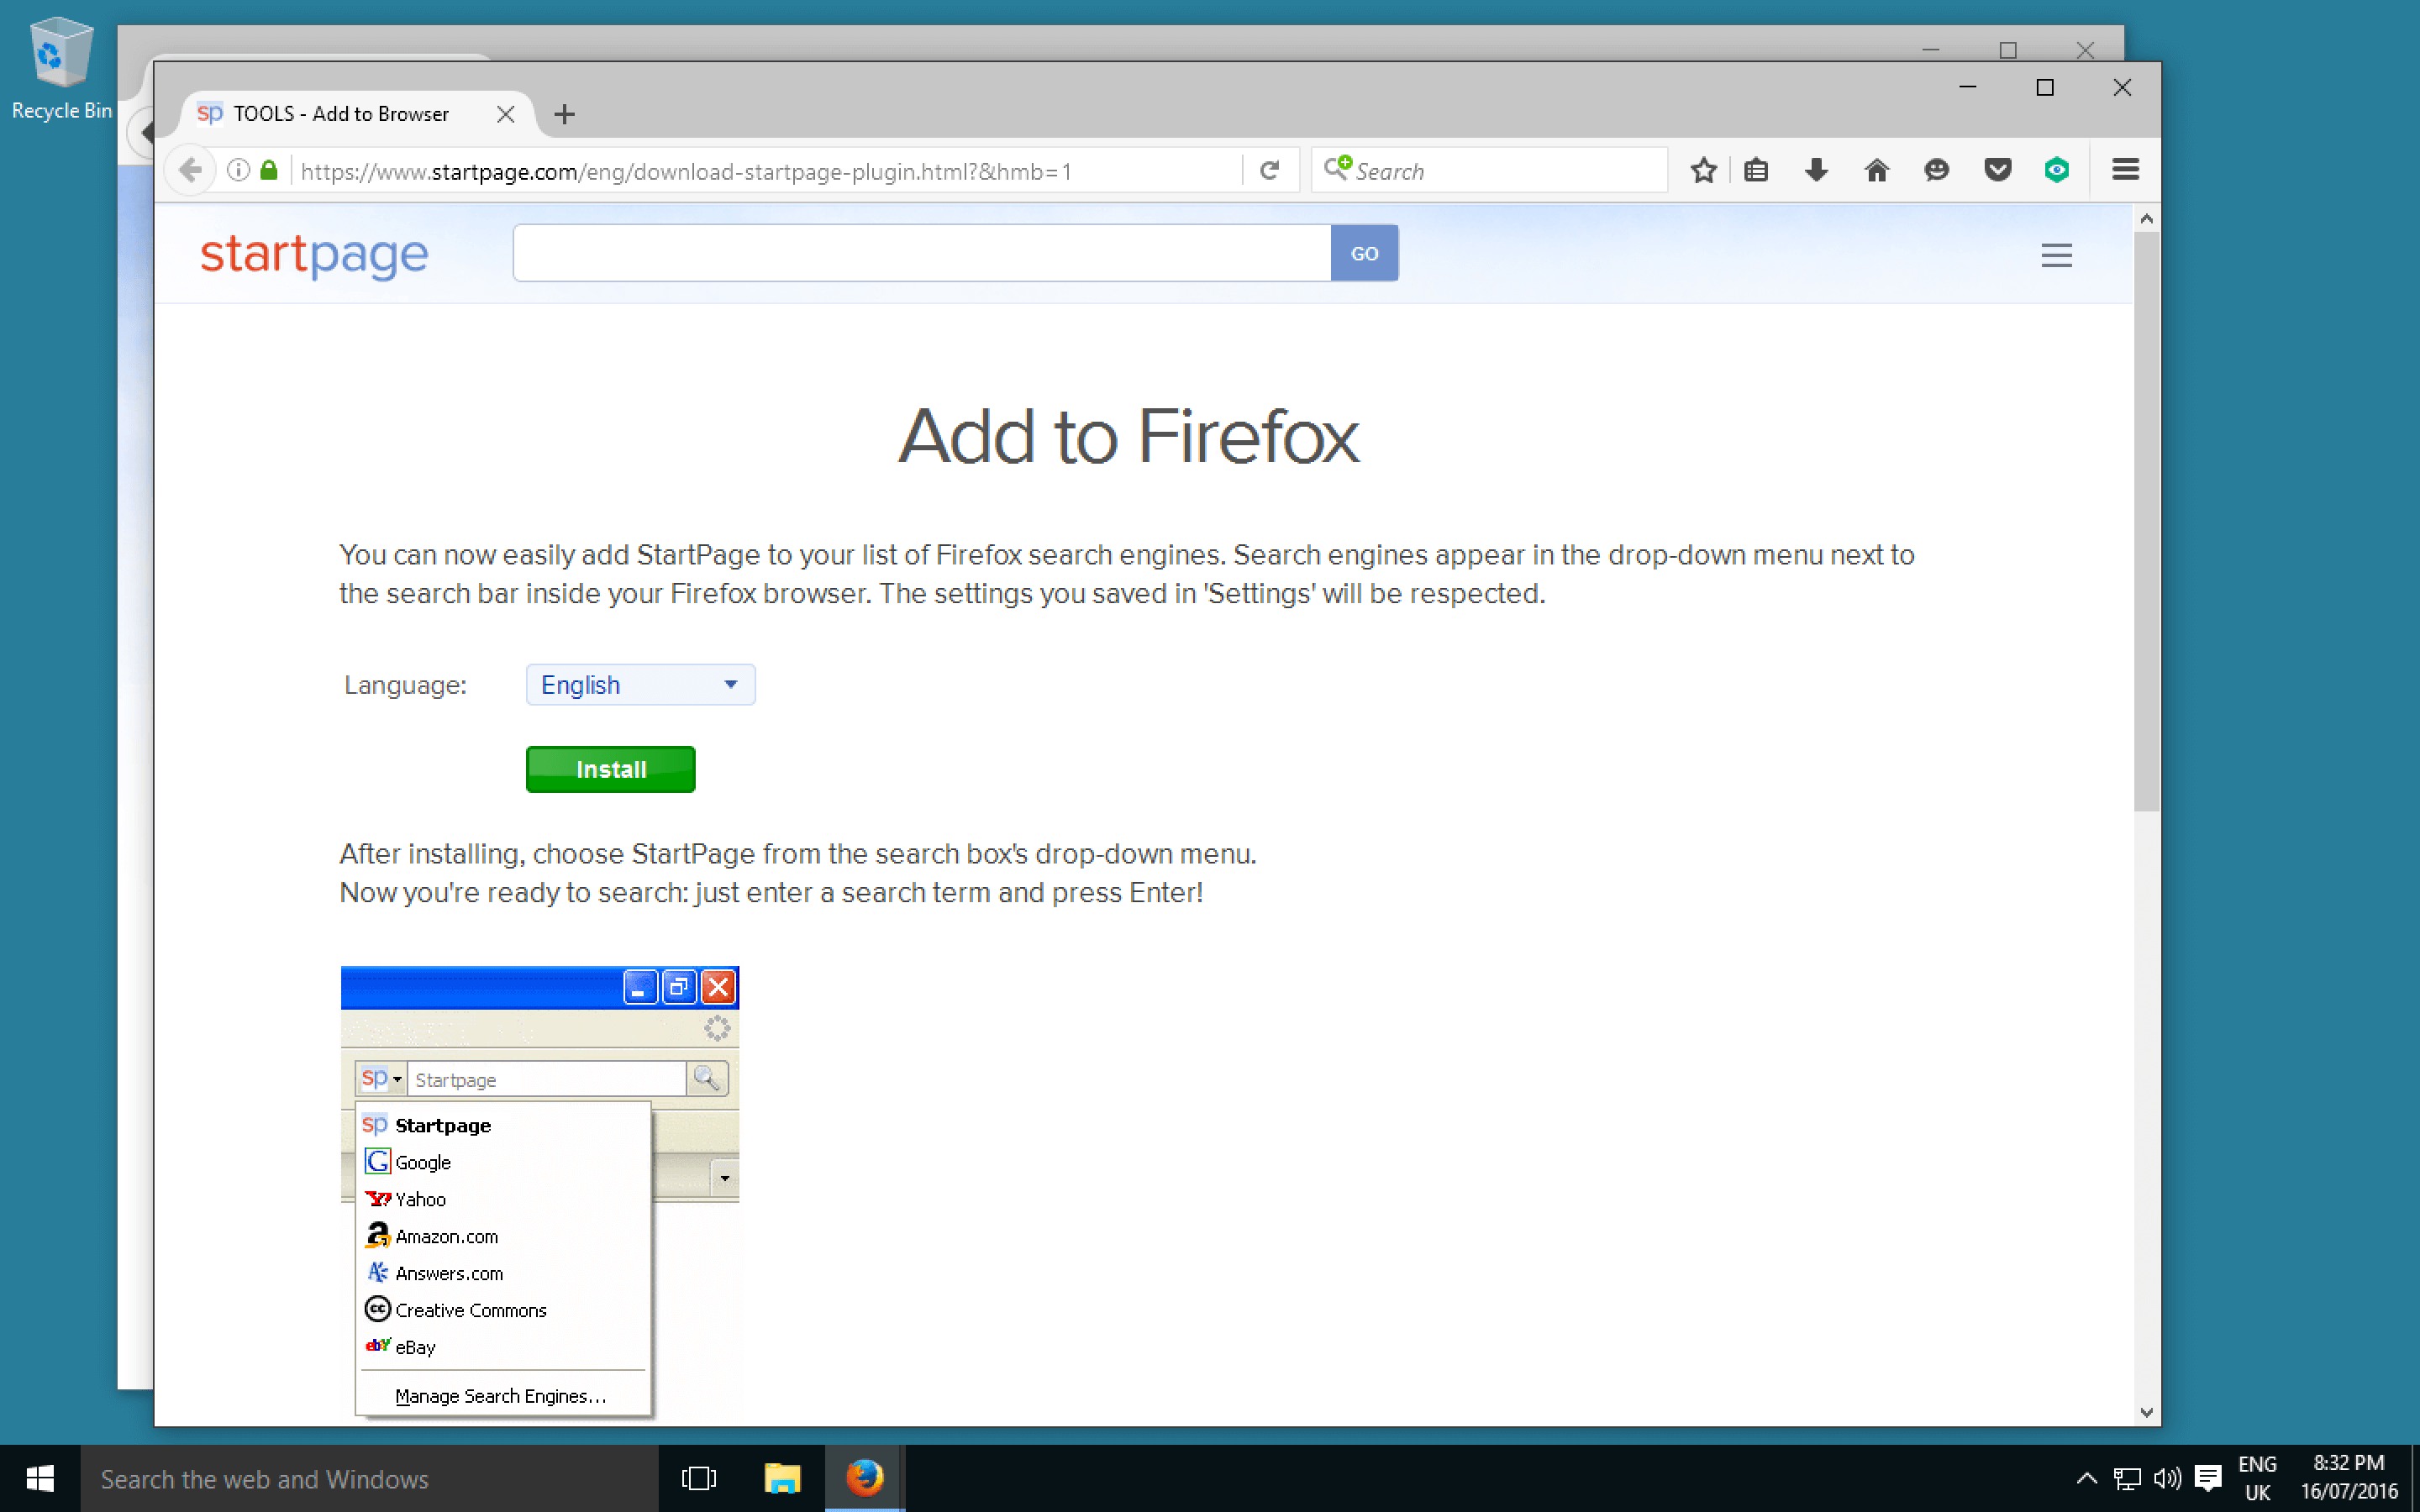 Recycle Bin
TOOLS - Add to Browser
https://www.startpage.com/eng/download-startpage-plugin.html?&hmb=1
Search
startpage
GO
Add to Firefox
You can now easily add StartPage to your list of Firefox search engines. Search engines appear in the drop-down menu next to
the search bar inside your Firefox browser. The settings you saved in 'Settings' will be respected.
Language:
English
Install
After installing, choose StartPage from the search box's drop-down menu.
Now you're ready to search: just enter a search term and press Enter!
sp
Startpage
sp Startpage
G Google
Y! Yahoo
a Amazon.com
A Answers.com
cc Creative Commons
ebY eBay
Manage Search Engines...
Search the web and Windows
ENG
UK
8:32 PM
16/07/2016